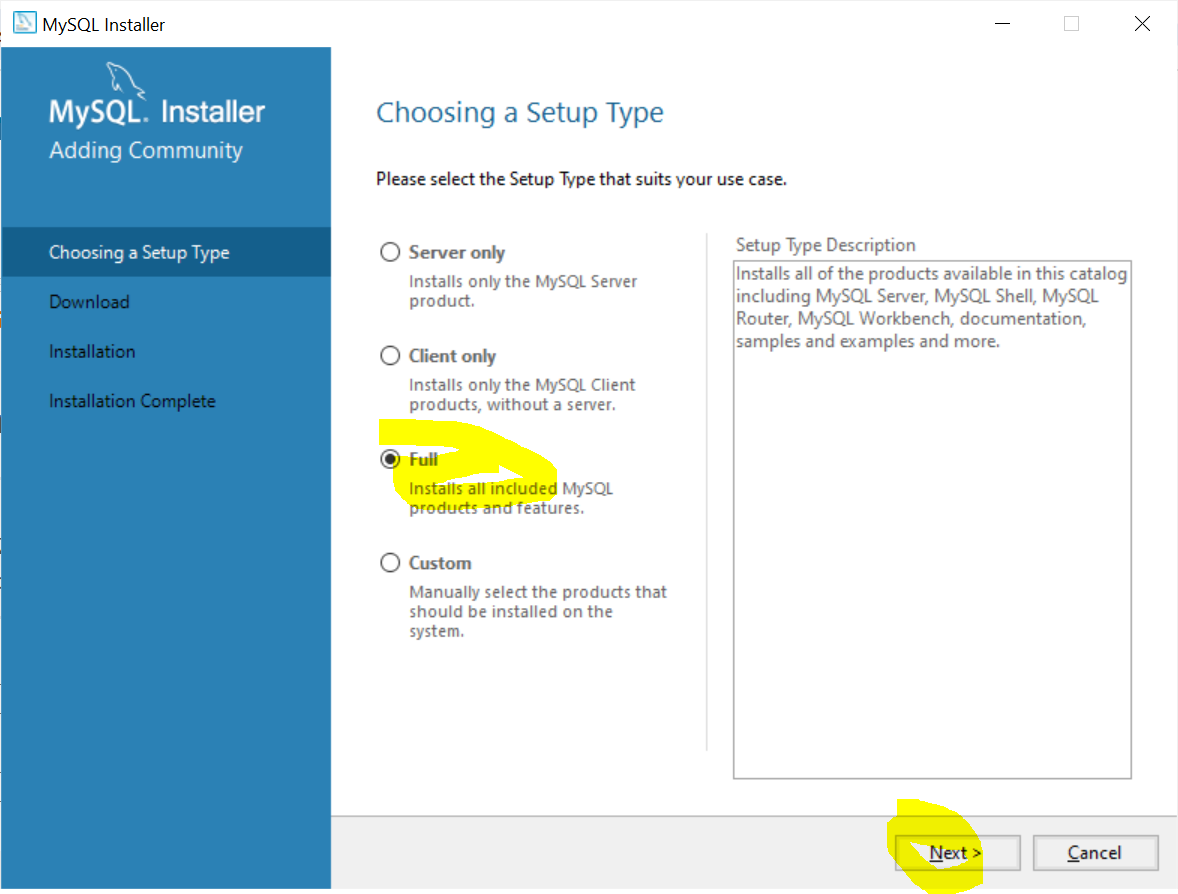 MySQL Installer
MySQL. Installer
Adding Community
Choosing a Setup Type
Download
Installation
Installation Complete
Choosing a Setup Type
Please select the Setup Type that suits your use case.
Server only
Installs only the MySQL Server
product.
Client only
Installs only the MySQL Client
products, without a server.
Full
Installs all included MySQL
products and features.
Custom
Manually select the products that
should be installed on the
system.
Setup Type Description
Installs all of the products available in this catalog
including MySQL Server, MySQL Shell, MySQL
Router, MySQL Workbench, documentation,
samples and examples and more.
Next >
Cancel